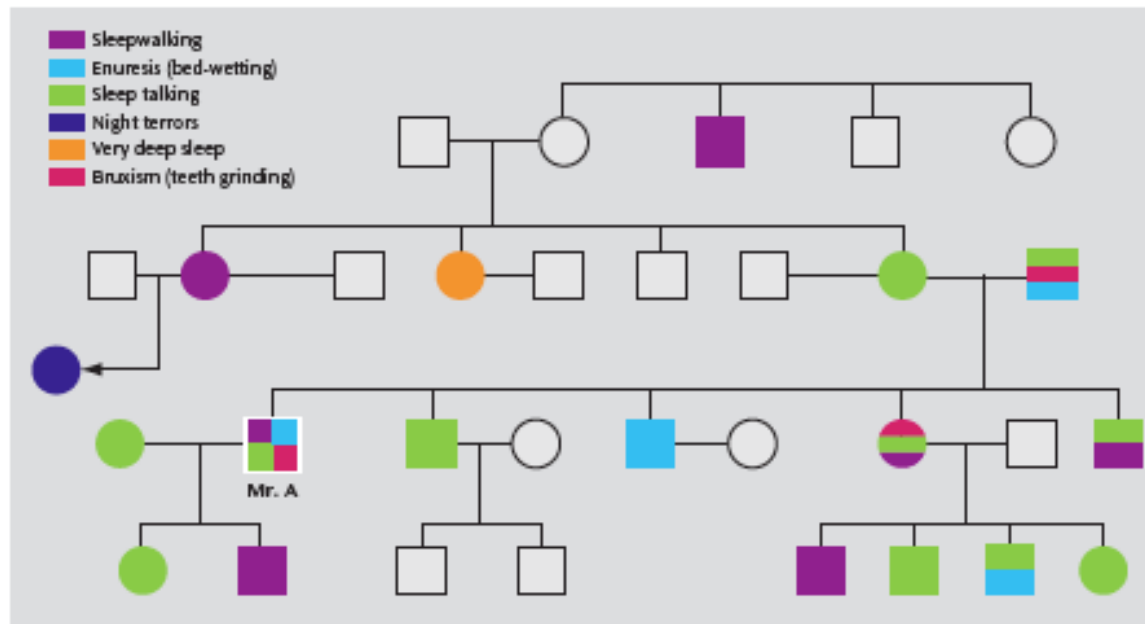 Sleepwalking
Enuresis (bed-wetting)
Sleep talking
Night terrors
Very deep sleep
Bruxism (teeth grinding)
Mr. A